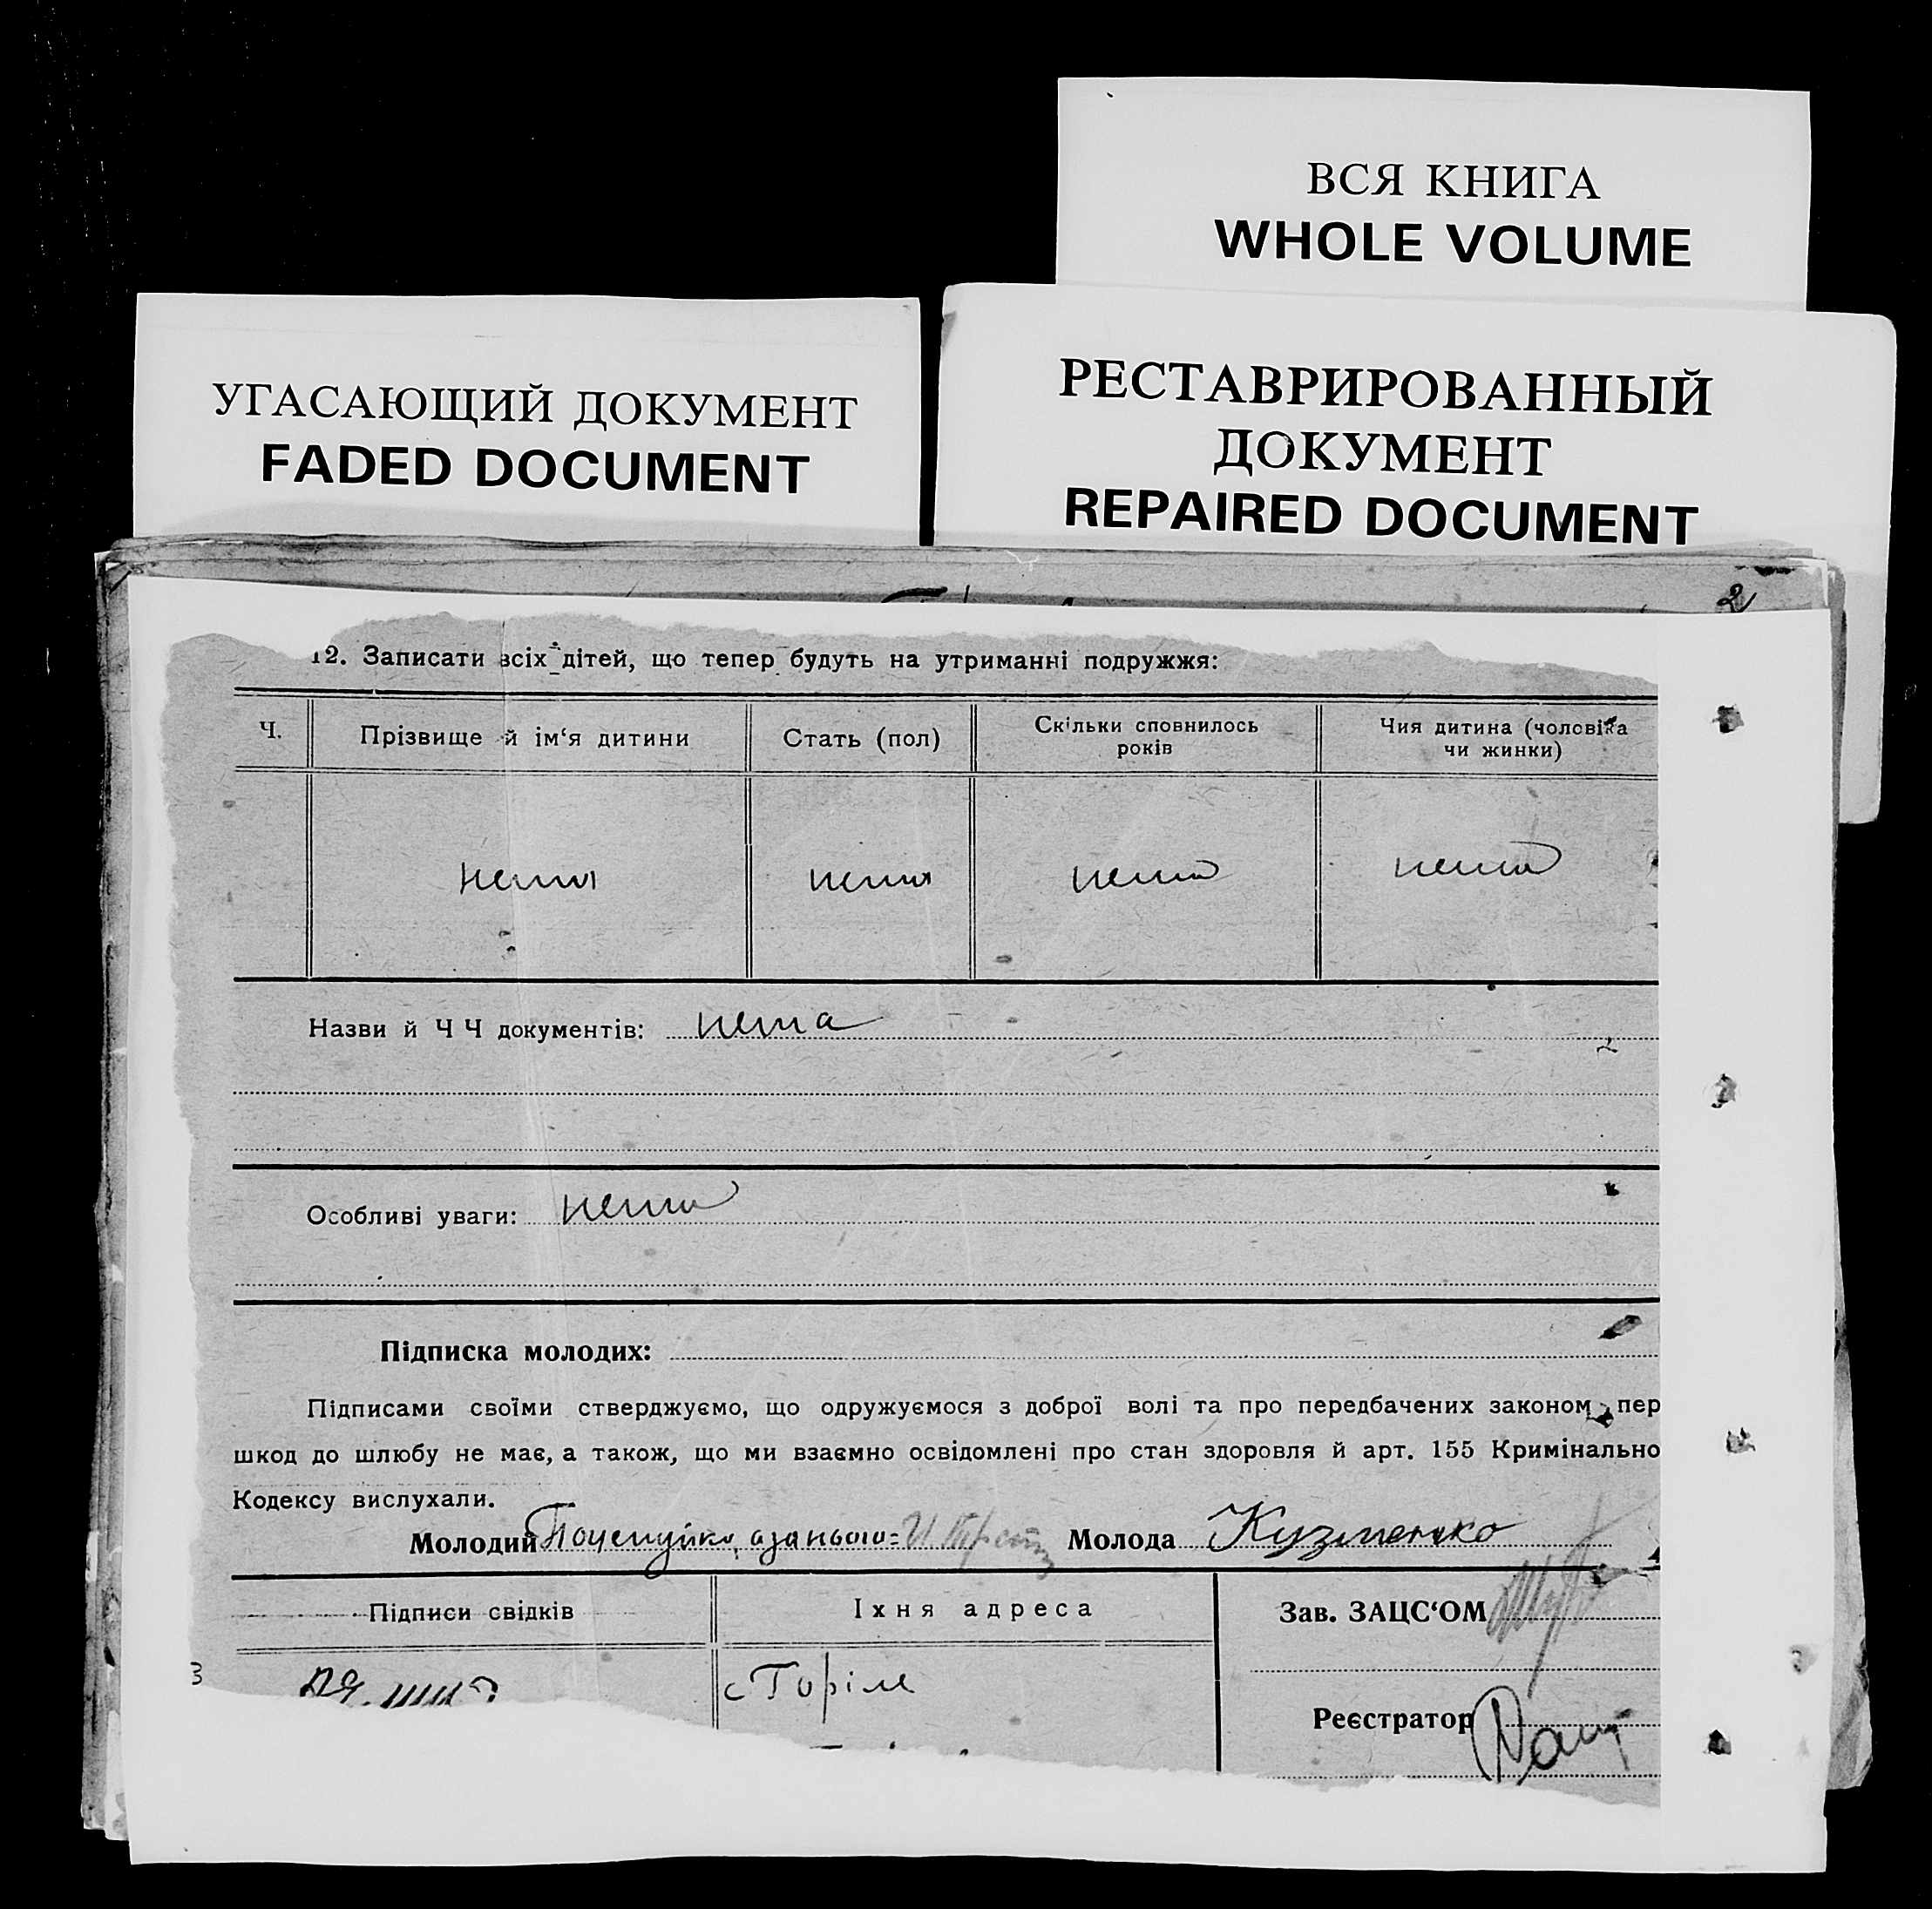 ВСЯ КНИГА
WHOLE VOLUME
УГАСАЮЩИЙ ДОКУМЕНТ
FADED DOCUMENT
РЕСТАВРИРОВАННЫЙ
ДОКУМЕНТ
REPAIRED DOCUMENT
2
12. Записати всіх дітей, що тепер будуть на утриманні подружжя:
Ч. Прізвище й ім‘я дитини Стать (пол) Скільки сповнилось років Чия дитина (чоловіка чи жинки)
нема нема нема нема
Назви й Ч Ч документів: нема
Особливі уваги: нема
Підписка молодих:
Підписами своїми стверджуємо, що одружуємося з доброї волі та про передбачених законом пер
шкод до шлюбу не має, а також, що ми взаємно освідомлені про стан здоровля й арт. 155 Кримінально
Кодексу вислухали.
Молодий Молода Кузменко
Підписи свідків Їхня адреса Зав. ЗАЦС‘ОМ
3
с Горіле
Реєстратор